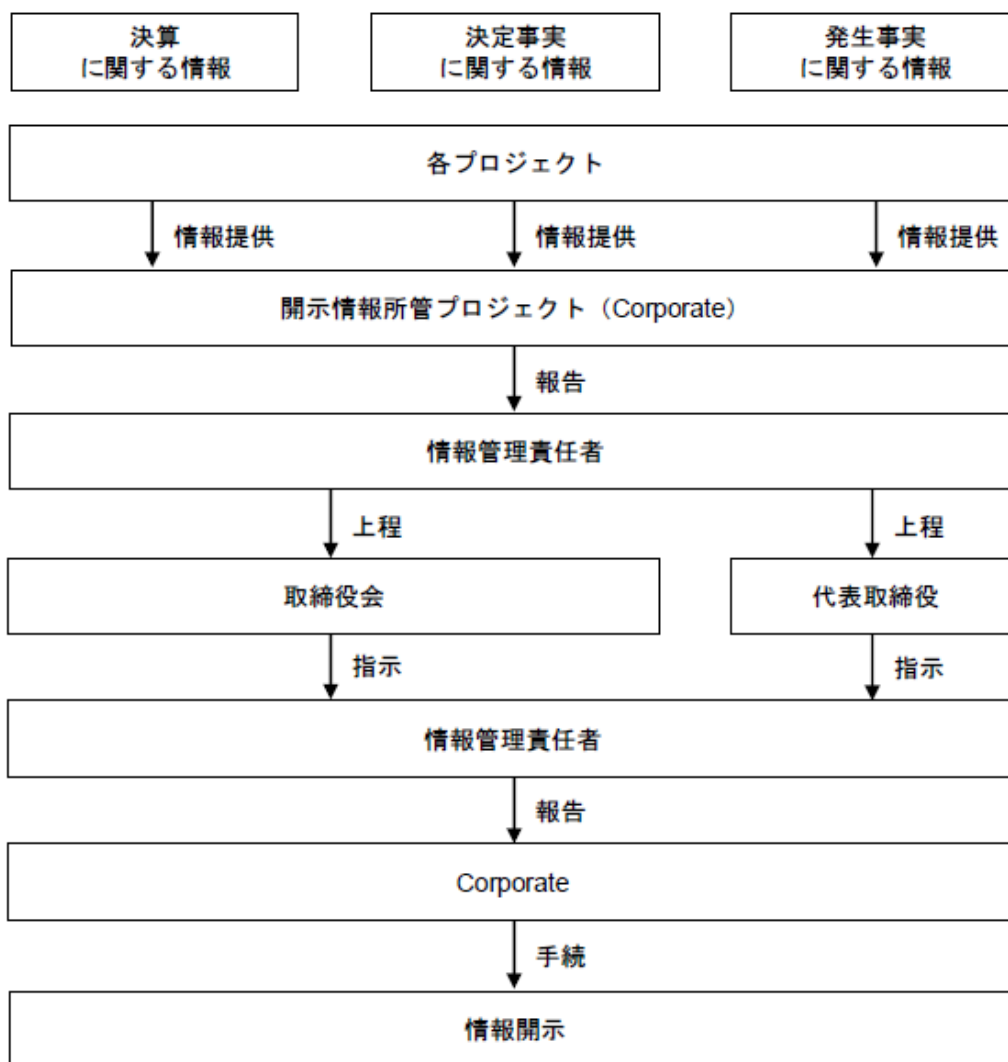 決算
に関する情報
決定事実
に関する情報
発生事実
に関する情報
各プロジェクト
情報提供
情報提供
情報提供
開示情報所管プロジェクト（Corporate）
報告
情報管理責任者
上程
上程
取締役会
代表取締役
指示
指示
情報管理責任者
報告
Corporate
手続
情報開示